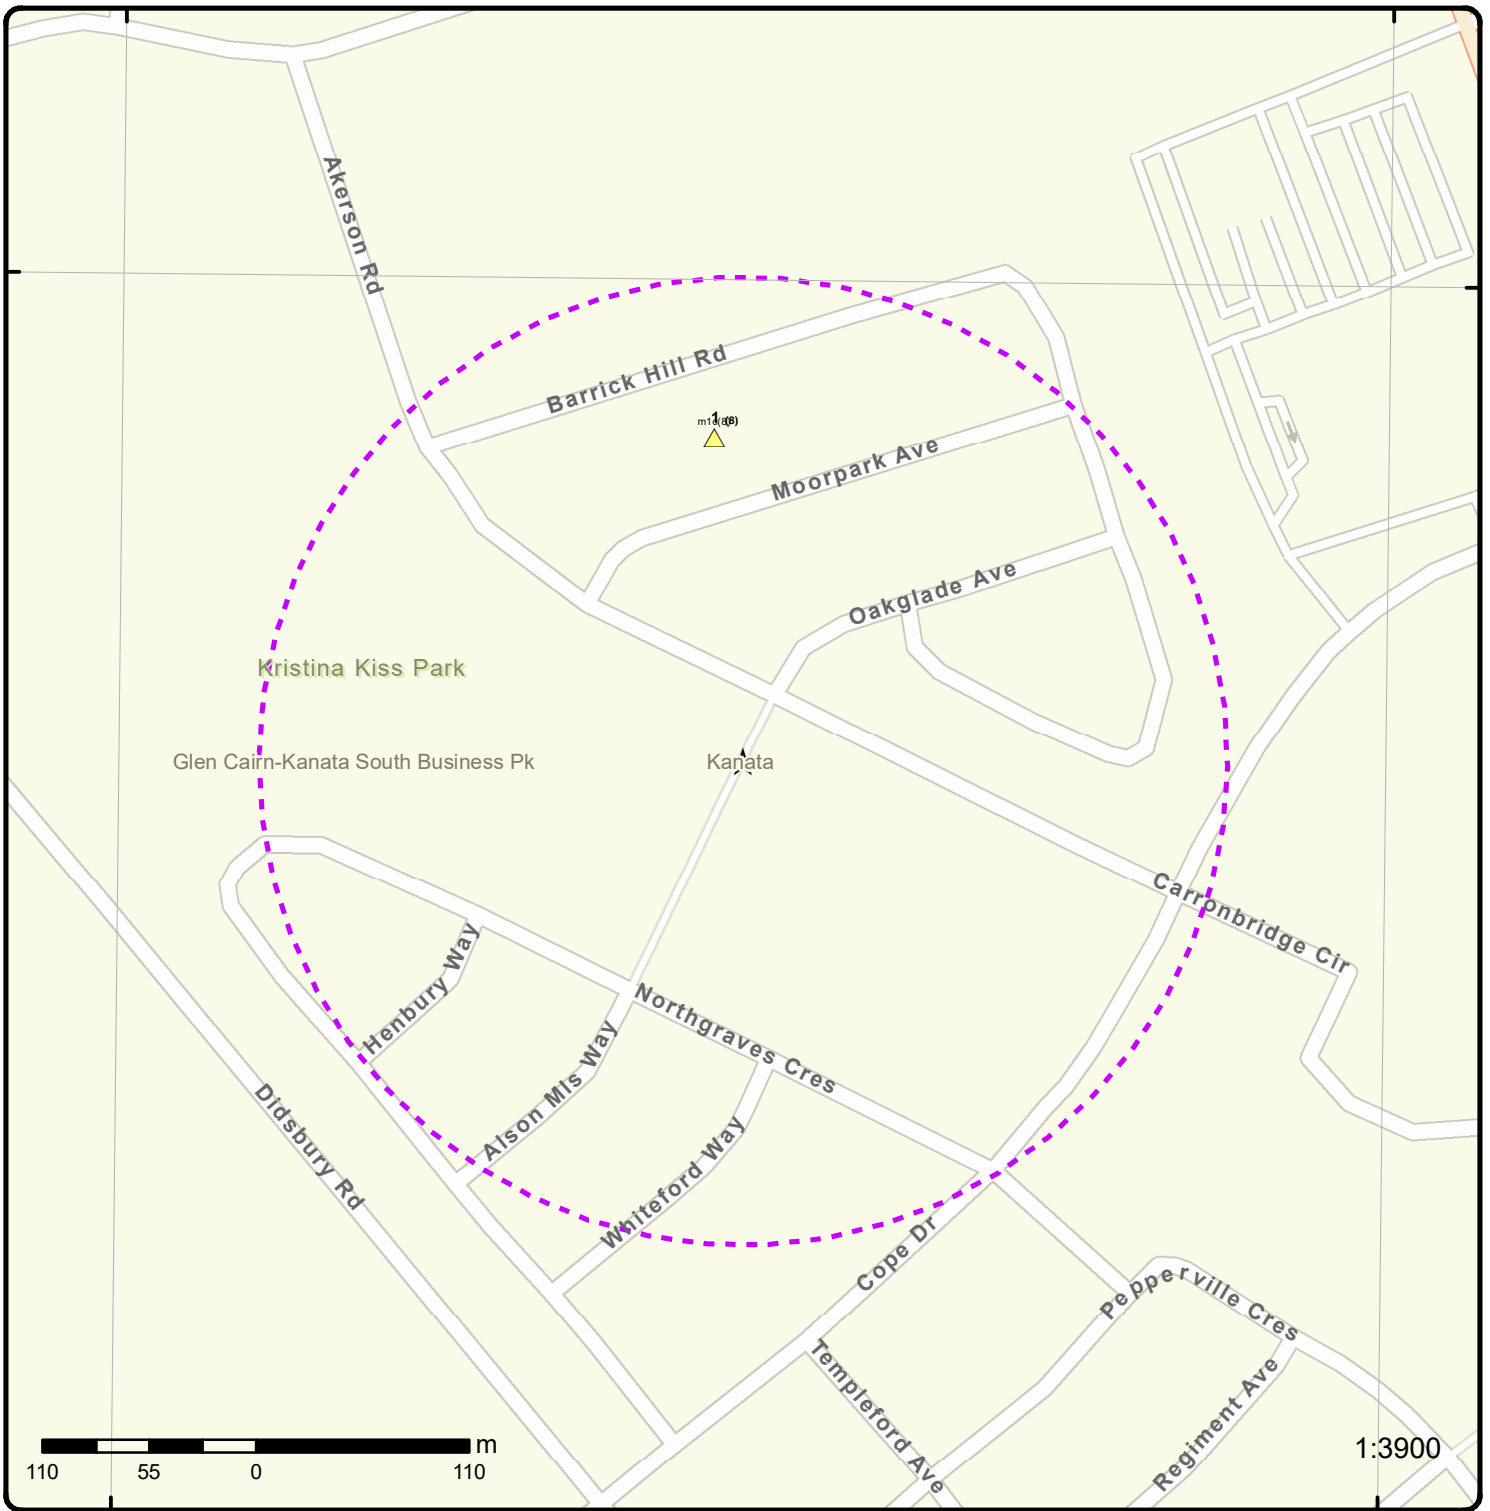 Akerson Rd
Barrick Hill Rd
1 (8)
Moorpark Ave
Oakglade Ave
Kristina Kiss Park
Glen Cairn-Kanata South Business Pk
Kanata
Carronbridge Cir
Henbury Way
Northgraves Cres
Alson Mls Way
Didsbury Rd
Whiteford Way
Cope Dr
Pepperville Cres
Templeford Ave
Regiment Ave
m
110 55 0 110
1:3900